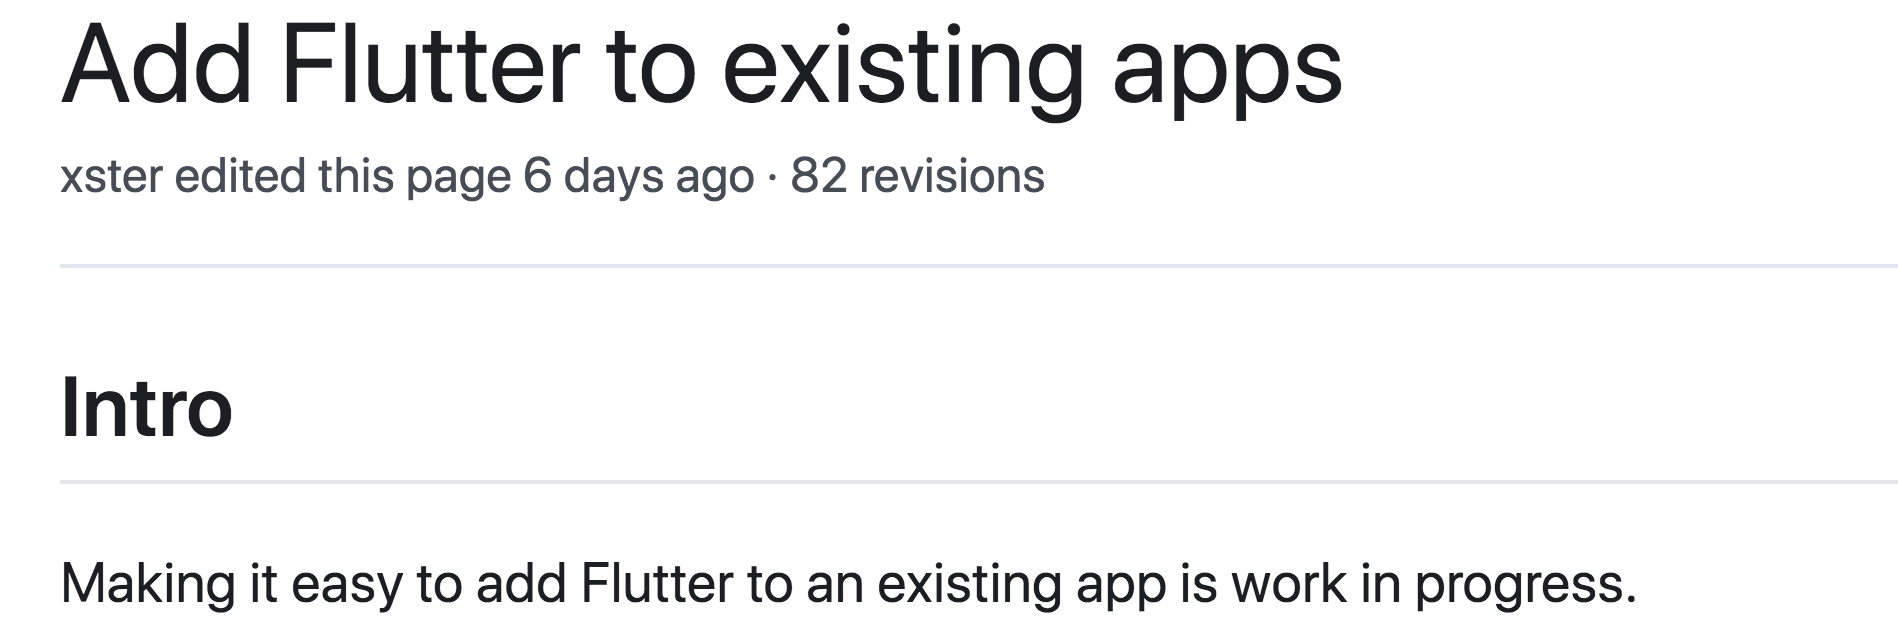 Add Flutter to existing apps
xster edited this page 6 days ago · 82 revisions
Intro
Making it easy to add Flutter to an existing app is work in progress.